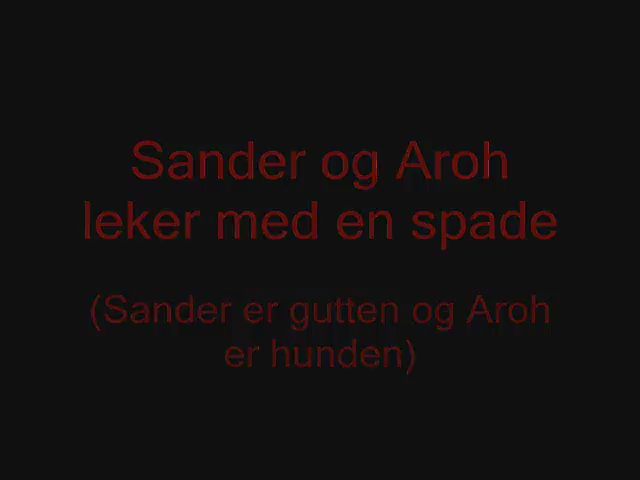 Sander og Aroh
leker med en spade
(Sander er gutten og Aroh
er hunden)